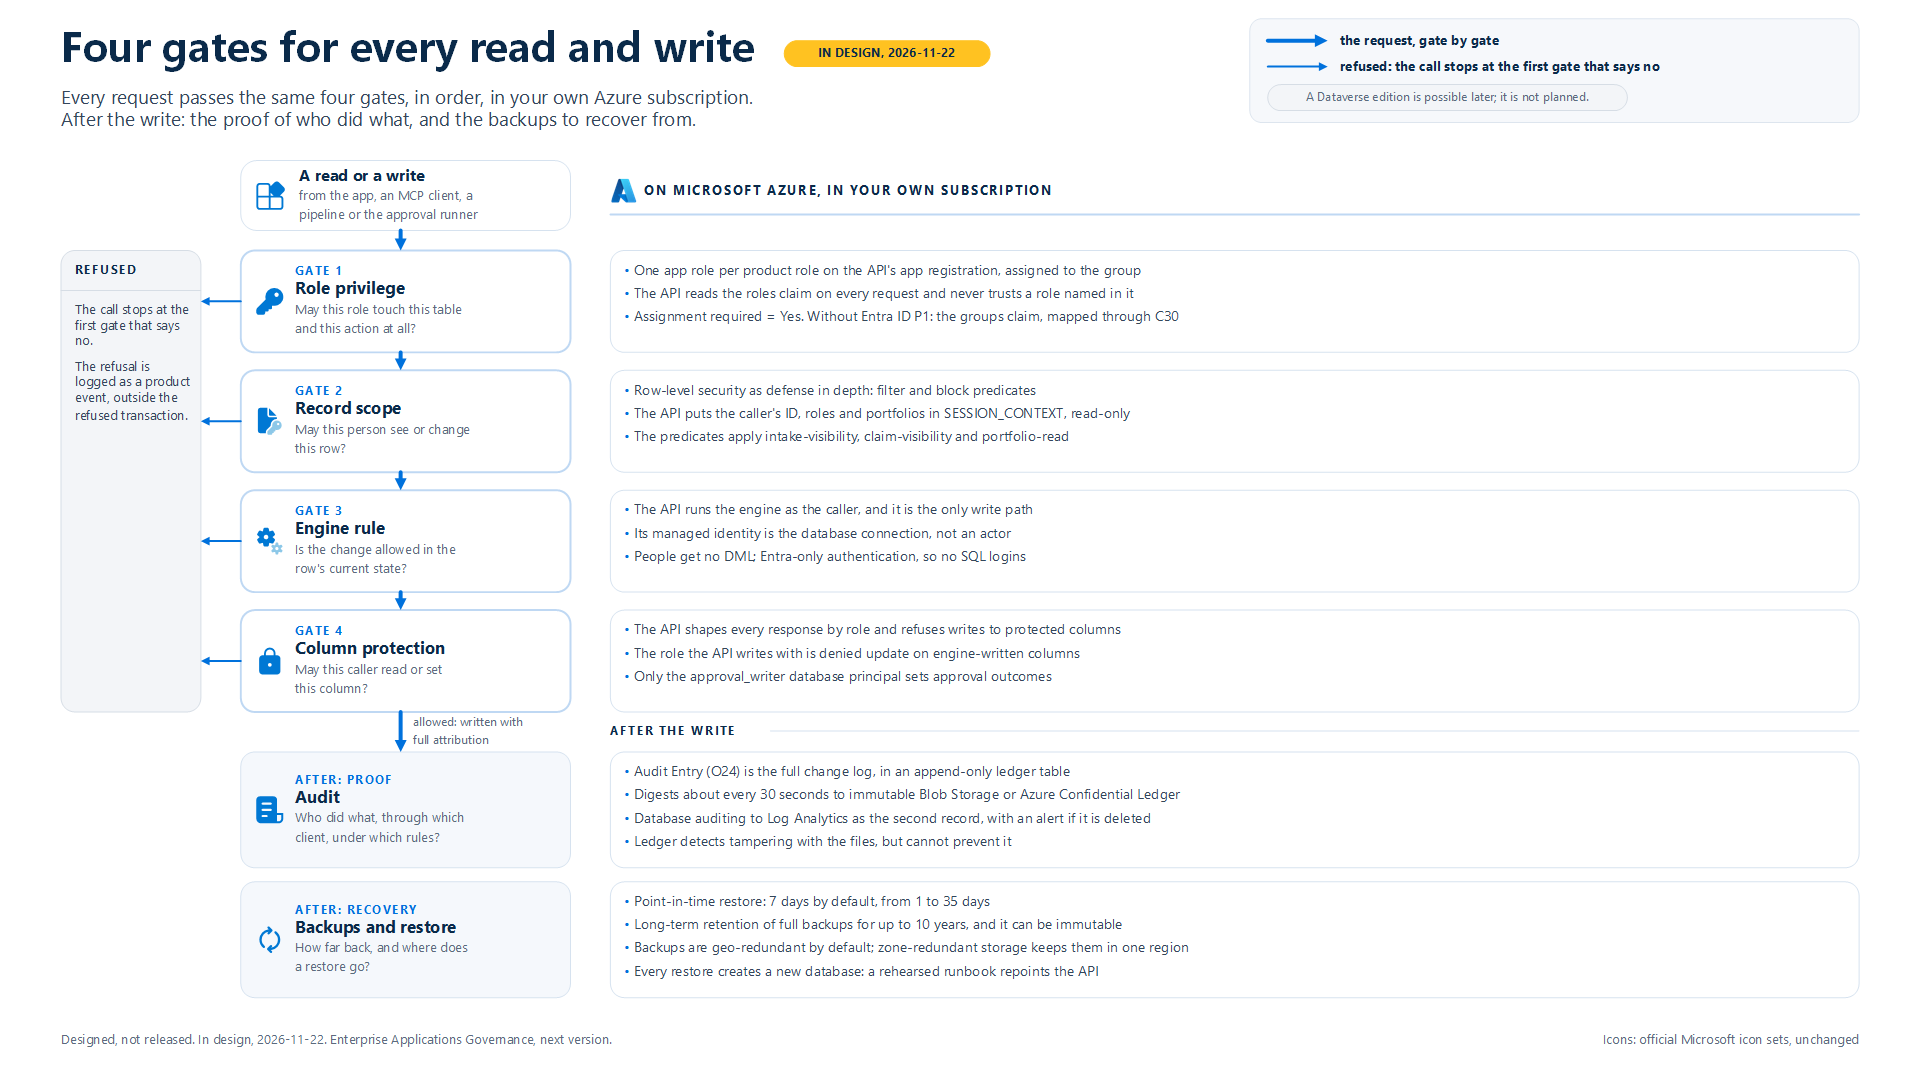 Four gates for every read and write
IN DESIGN, 2026-11-22
Every request passes the same four gates, in order, in your own Azure subscription.
After the write: the proof of who did what, and the backups to recover from.
the request, gate by gate
refused: the call stops at the first gate that says no
A Dataverse edition is possible later; it is not planned.
A read or a write
from the app, an MCP client, a
pipeline or the approval runner
ON MICROSOFT AZURE, IN YOUR OWN SUBSCRIPTION
REFUSED
The call stops at the
first gate that says
no.
The refusal is
logged as a product
event, outside the
refused transaction.
GATE 1
Role privilege
May this role touch this table
and this action at all?
• One app role per product role on the API's app registration, assigned to the group
• The API reads the roles claim on every request and never trusts a role named in it
• Assignment required = Yes. Without Entra ID P1: the groups claim, mapped through C30
GATE 2
Record scope
May this person see or change
this row?
• Row-level security as defense in depth: filter and block predicates
• The API puts the caller's ID, roles and portfolios in SESSION_CONTEXT, read-only
• The predicates apply intake-visibility, claim-visibility and portfolio-read
GATE 3
Engine rule
Is the change allowed in the
row's current state?
• The API runs the engine as the caller, and it is the only write path
• Its managed identity is the database connection, not an actor
• People get no DML; Entra-only authentication, so no SQL logins
GATE 4
Column protection
May this caller read or set
this column?
• The API shapes every response by role and refuses writes to protected columns
• The role the API writes with is denied update on engine-written columns
• Only the approval_writer database principal sets approval outcomes
allowed: written with
full attribution
AFTER THE WRITE
AFTER: PROOF
Audit
Who did what, through which
client, under which rules?
• Audit Entry (O24) is the full change log, in an append-only ledger table
• Digests about every 30 seconds to immutable Blob Storage or Azure Confidential Ledger
• Database auditing to Log Analytics as the second record, with an alert if it is deleted
• Ledger detects tampering with the files, but cannot prevent it
AFTER: RECOVERY
Backups and restore
How far back, and where does
a restore go?
• Point-in-time restore: 7 days by default, from 1 to 35 days
• Long-term retention of full backups for up to 10 years, and it can be immutable
• Backups are geo-redundant by default; zone-redundant storage keeps them in one region
• Every restore creates a new database: a rehearsed runbook repoints the API
Designed, not released. In design, 2026-11-22. Enterprise Applications Governance, next version.
Icons: official Microsoft icon sets, unchanged